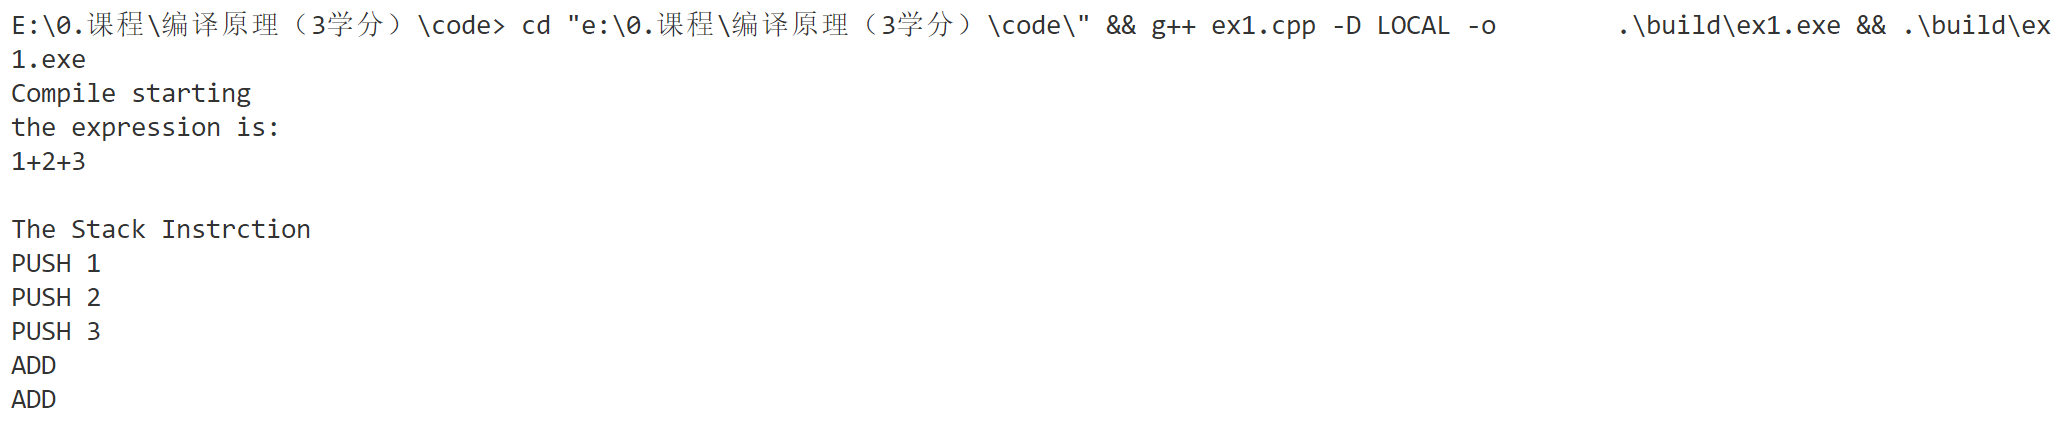 E:\0.课程\编译原理（3学分）\code> cd "e:\0.课程\编译原理（3学分）\code\" && g++ ex1.cpp -D LOCAL -o        .\build\ex1.exe && .\build\ex
1.exe
Compile starting
the expression is:
1+2+3

The Stack Instrction
PUSH 1
PUSH 2
PUSH 3
ADD
ADD